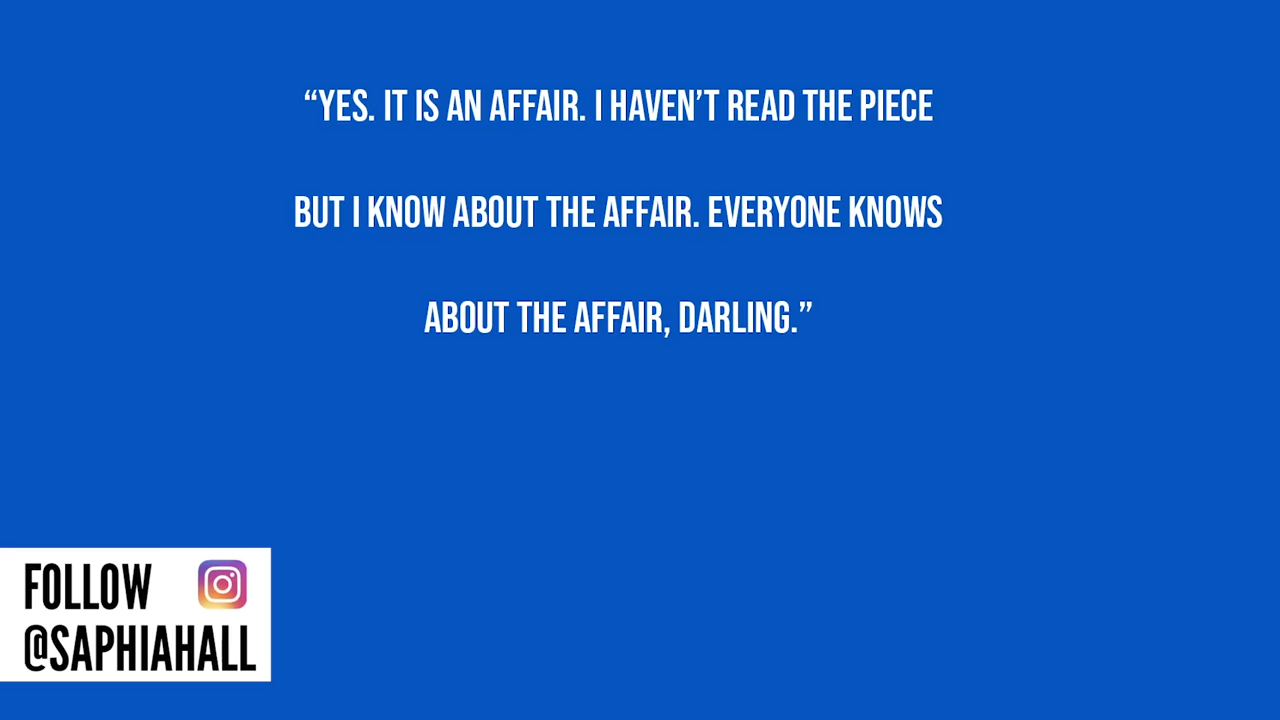 “YES. IT IS AN AFFAIR. I HAVEN’T READ THE PIECE
BUT I KNOW ABOUT THE AFFAIR. EVERYONE KNOWS
ABOUT THE AFFAIR, DARLING.”
FOLLOW
@SAPHIAHALL